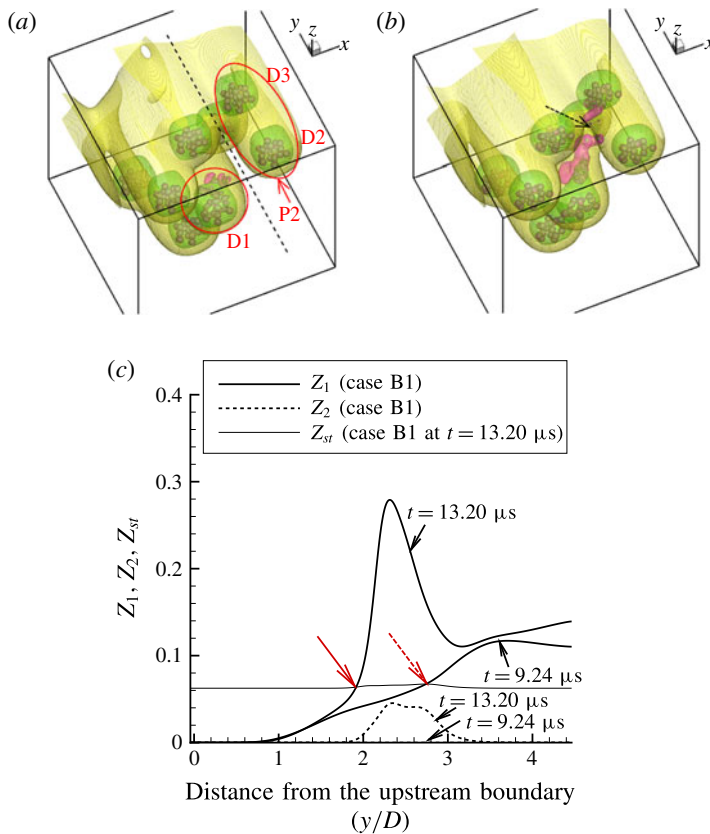 (a)
y
z
x
D3
D2
P2
D1
(b)
y
z
x
(c)
Z1 (case B1)
Z2 (case B1)
Zst (case B1 at t = 13.20 μs)
Z1, Z2, Zst
0.4
0.3
0.2
0.1
0
t = 13.20 μs
t = 9.24 μs
t = 13.20 μs
t = 9.24 μs
0 1 2 3 4
Distance from the upstream boundary
(y/D)